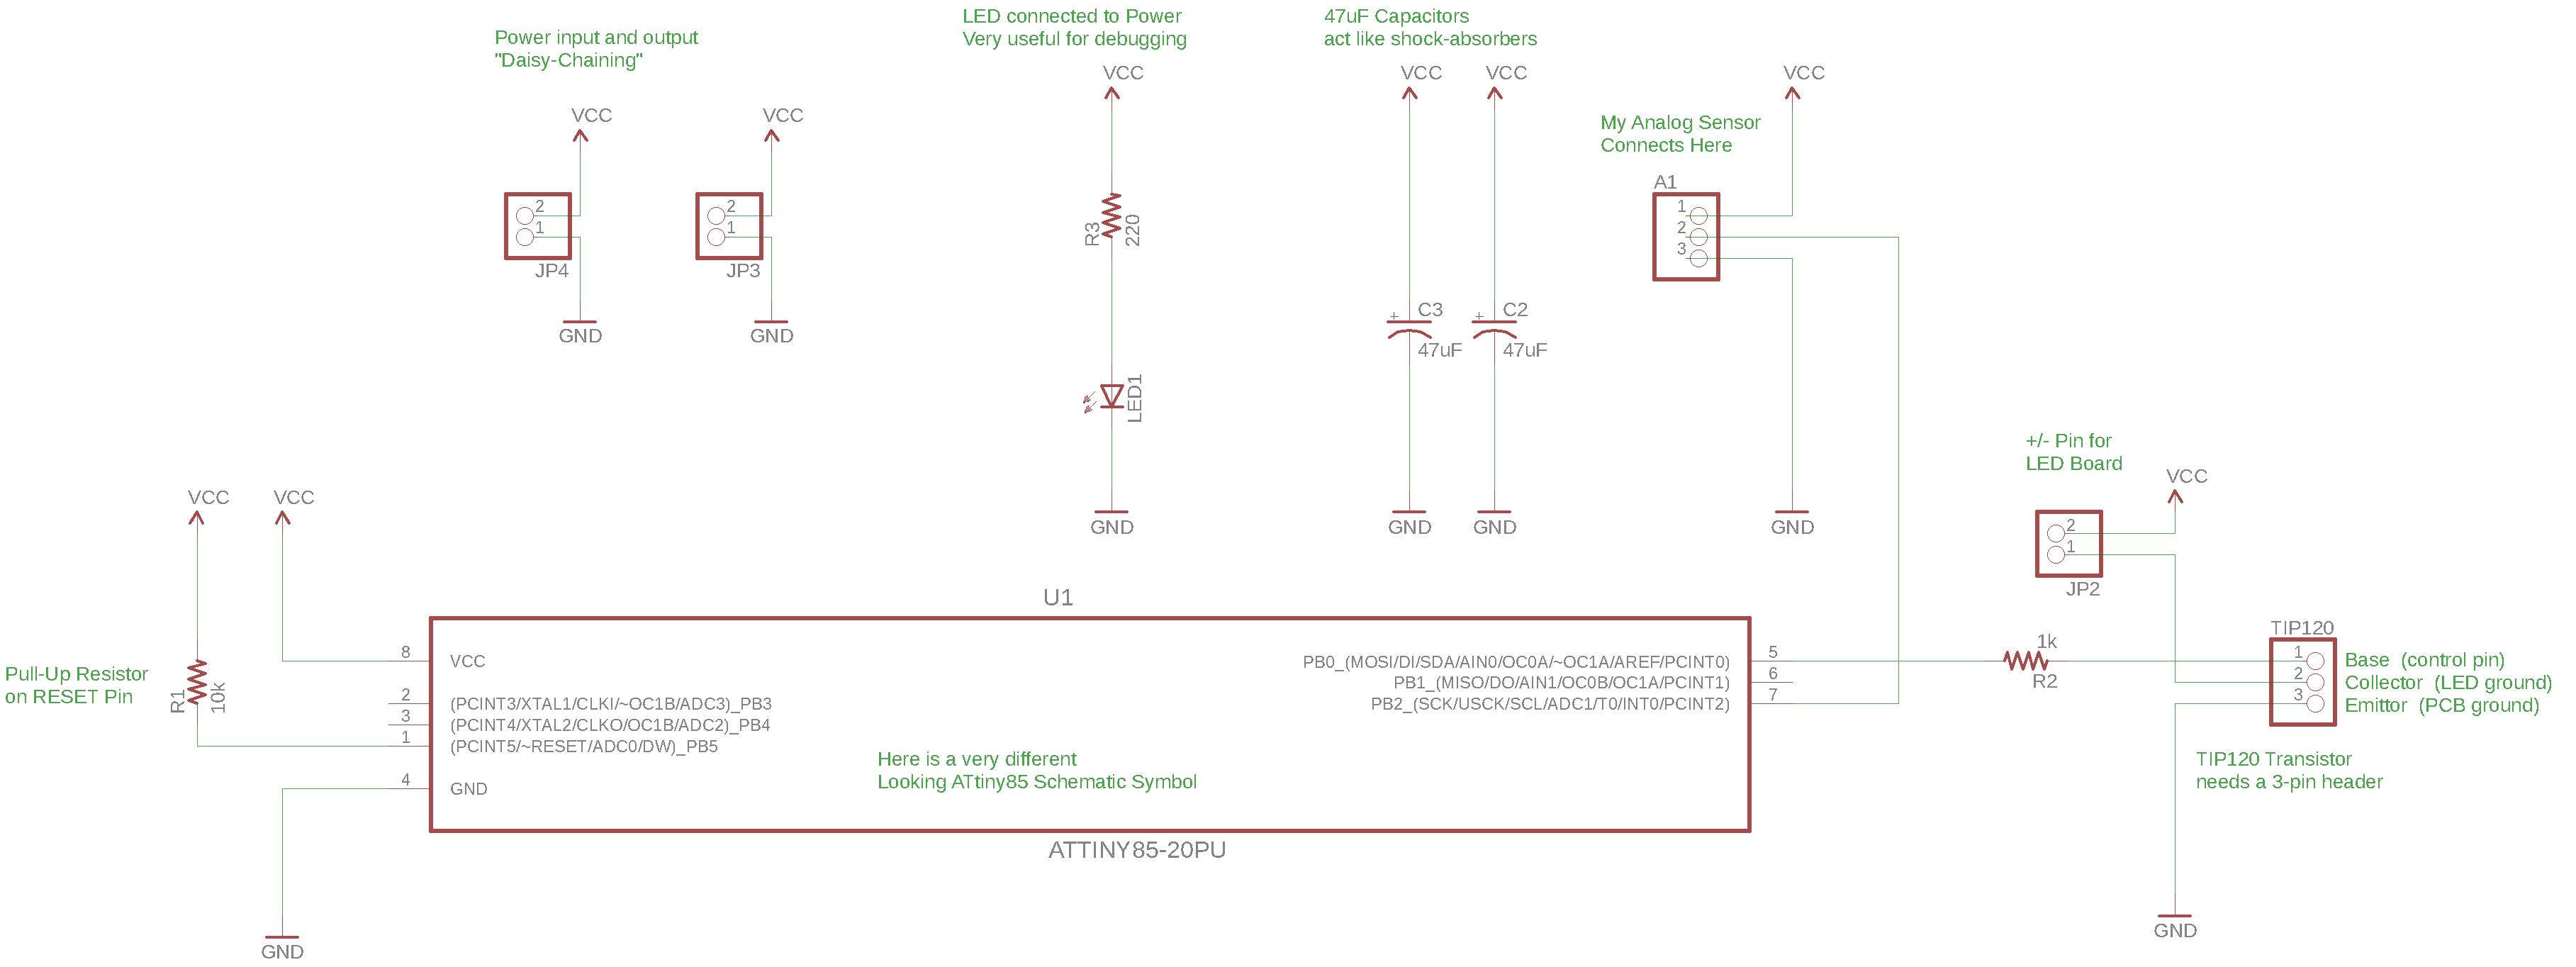 LED connected to Power
Very useful for debugging
47uF Capacitors
act like shock-absorbers
Power input and output
"Daisy-Chaining"
VCC
VCC
VCC
VCC
VCC
VCC
My Analog Sensor
Connects Here
A1
1
2
3
2
1
JP4
2
1
JP3
R3
220
GND
GND
C3
47uF
C2
47uF
LED1
GND
GND
GND
GND
+/- Pin for
LED Board
VCC
2
1
JP2
VCC
VCC
U1
Pull-Up Resistor
on RESET Pin
R1
10k
8
VCC
2
(PCINT3/XTAL1/CLKI/~OC1B/ADC3)_PB3
3
(PCINT4/XTAL2/CLKO/OC1B/ADC2)_PB4
1
(PCINT5/~RESET/ADC0/DW)_PB5
4
GND
PB0_(MOSI/DI/SDA/AIN0/OC0A/~OC1A/AREF/PCINT0)
5
PB1_(MISO/DO/AIN1/OC0B/OC1A/PCINT1)
6
PB2_(SCK/USCK/SCL/ADC1/T0/INT0/PCINT2)
7
Here is a very different
Looking ATtiny85 Schematic Symbol
ATTINY85-20PU
1k
R2
TIP120
1
2
3
Base (control pin)
Collector (LED ground)
Emittor (PCB ground)
TIP120 Transistor
needs a 3-pin header
GND
GND